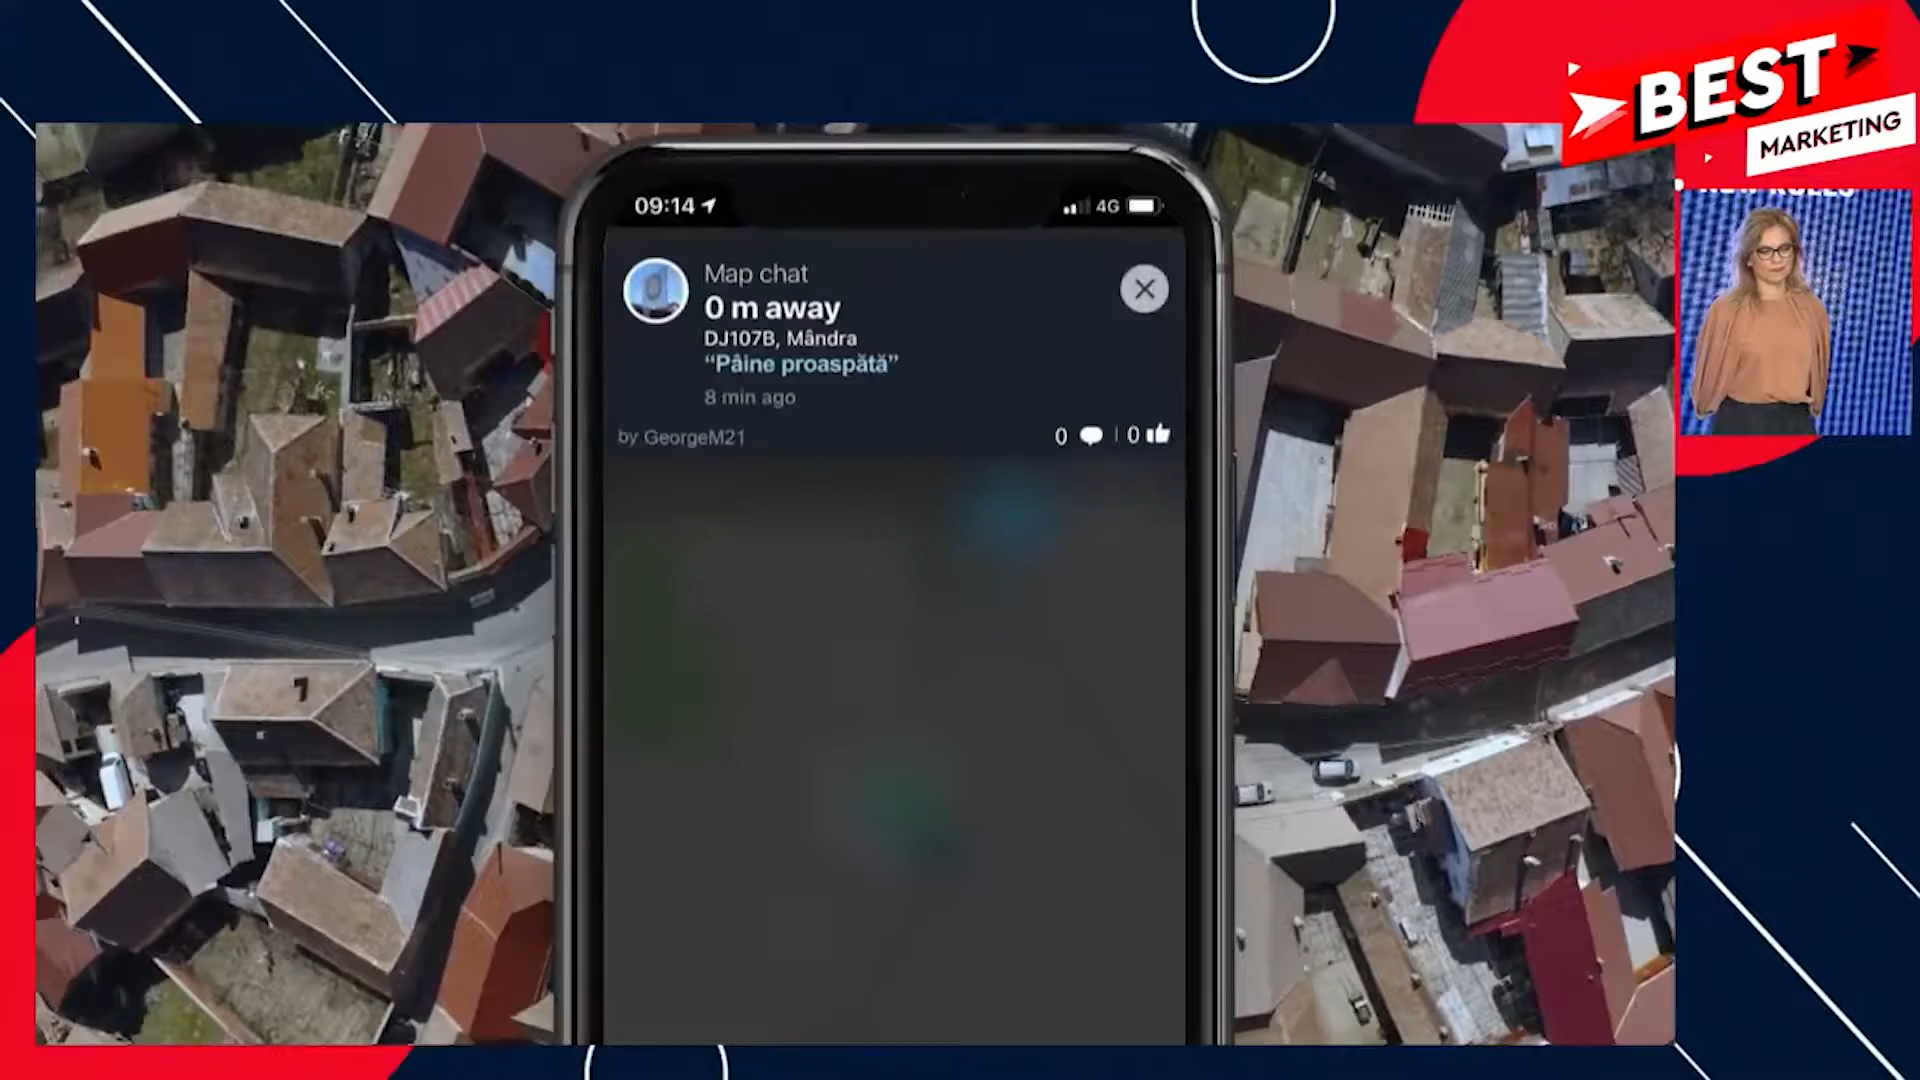 BEST
MARKETING
09:14
4G
Map chat
0 m away
DJ107B, Mândra
“Pâine proaspătă”
8 min ago
by GeorgeM21
0 | 0